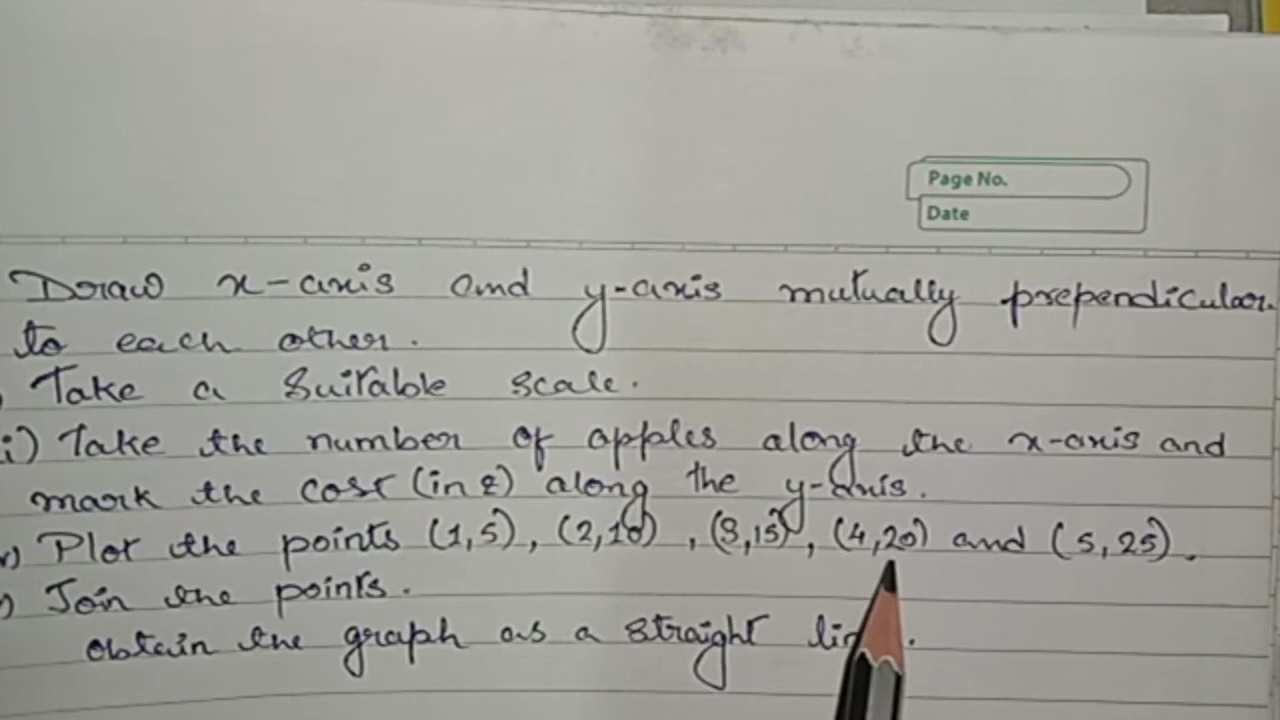 Page No.
Date
Draw x-axis and y-axis mutually prependicular
to each other.
Take a Suitable scale.
i) Take the number of apples along the x-axis and
mark the cost (in ₹) along the y-axis.
) Plot the points (1,5), (2,10), (3,15), (4,20) and (5,25).
) Join the points.
obtain the graph as a straight